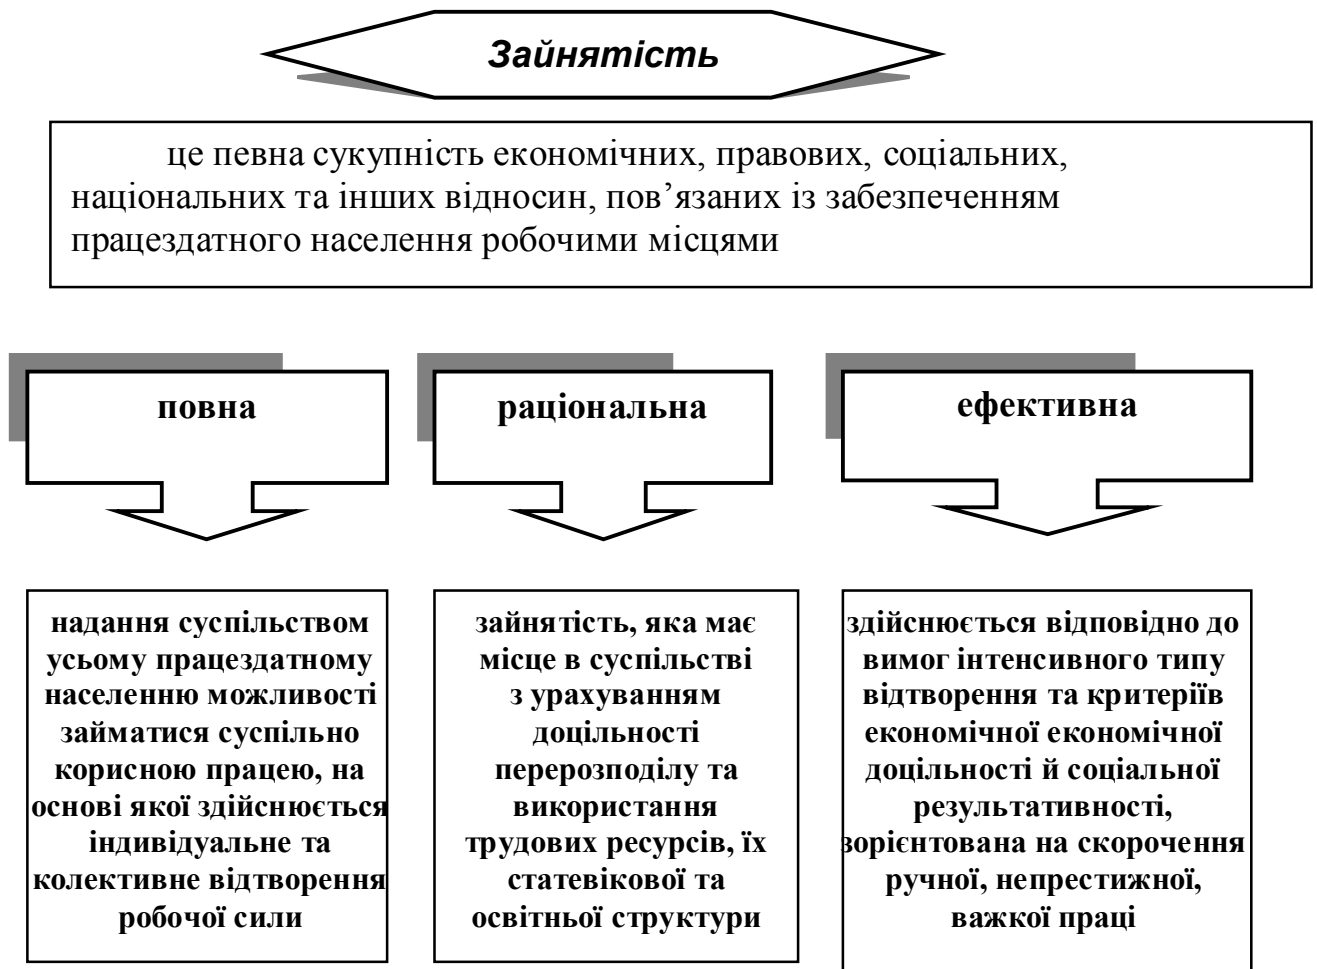 Зайнятість
це певна сукупність економічних, правових, соціальних,
національних та інших відносин, пов’язаних із забезпеченням
працездатного населення робочими місцями
повна
раціональна
ефективна
надання суспільством
усьому працездатному
населенню можливості
займатися суспільно
корисною працею, на
основі якої здійснюється
індивідуальне та
колективне відтворення
робочої сили
зайнятість, яка має
місце в суспільстві
з урахуванням
доцільності
перерозподілу та
використання
трудових ресурсів, їх
статевікової та
освітньої структури
здійснюється відповідно до
вимог інтенсивного типу
відтворення та критеріїв
економічної економічної
доцільності й соціальної
результативності,
зорієнтована на скорочення
ручної, непрестижної,
важкої праці